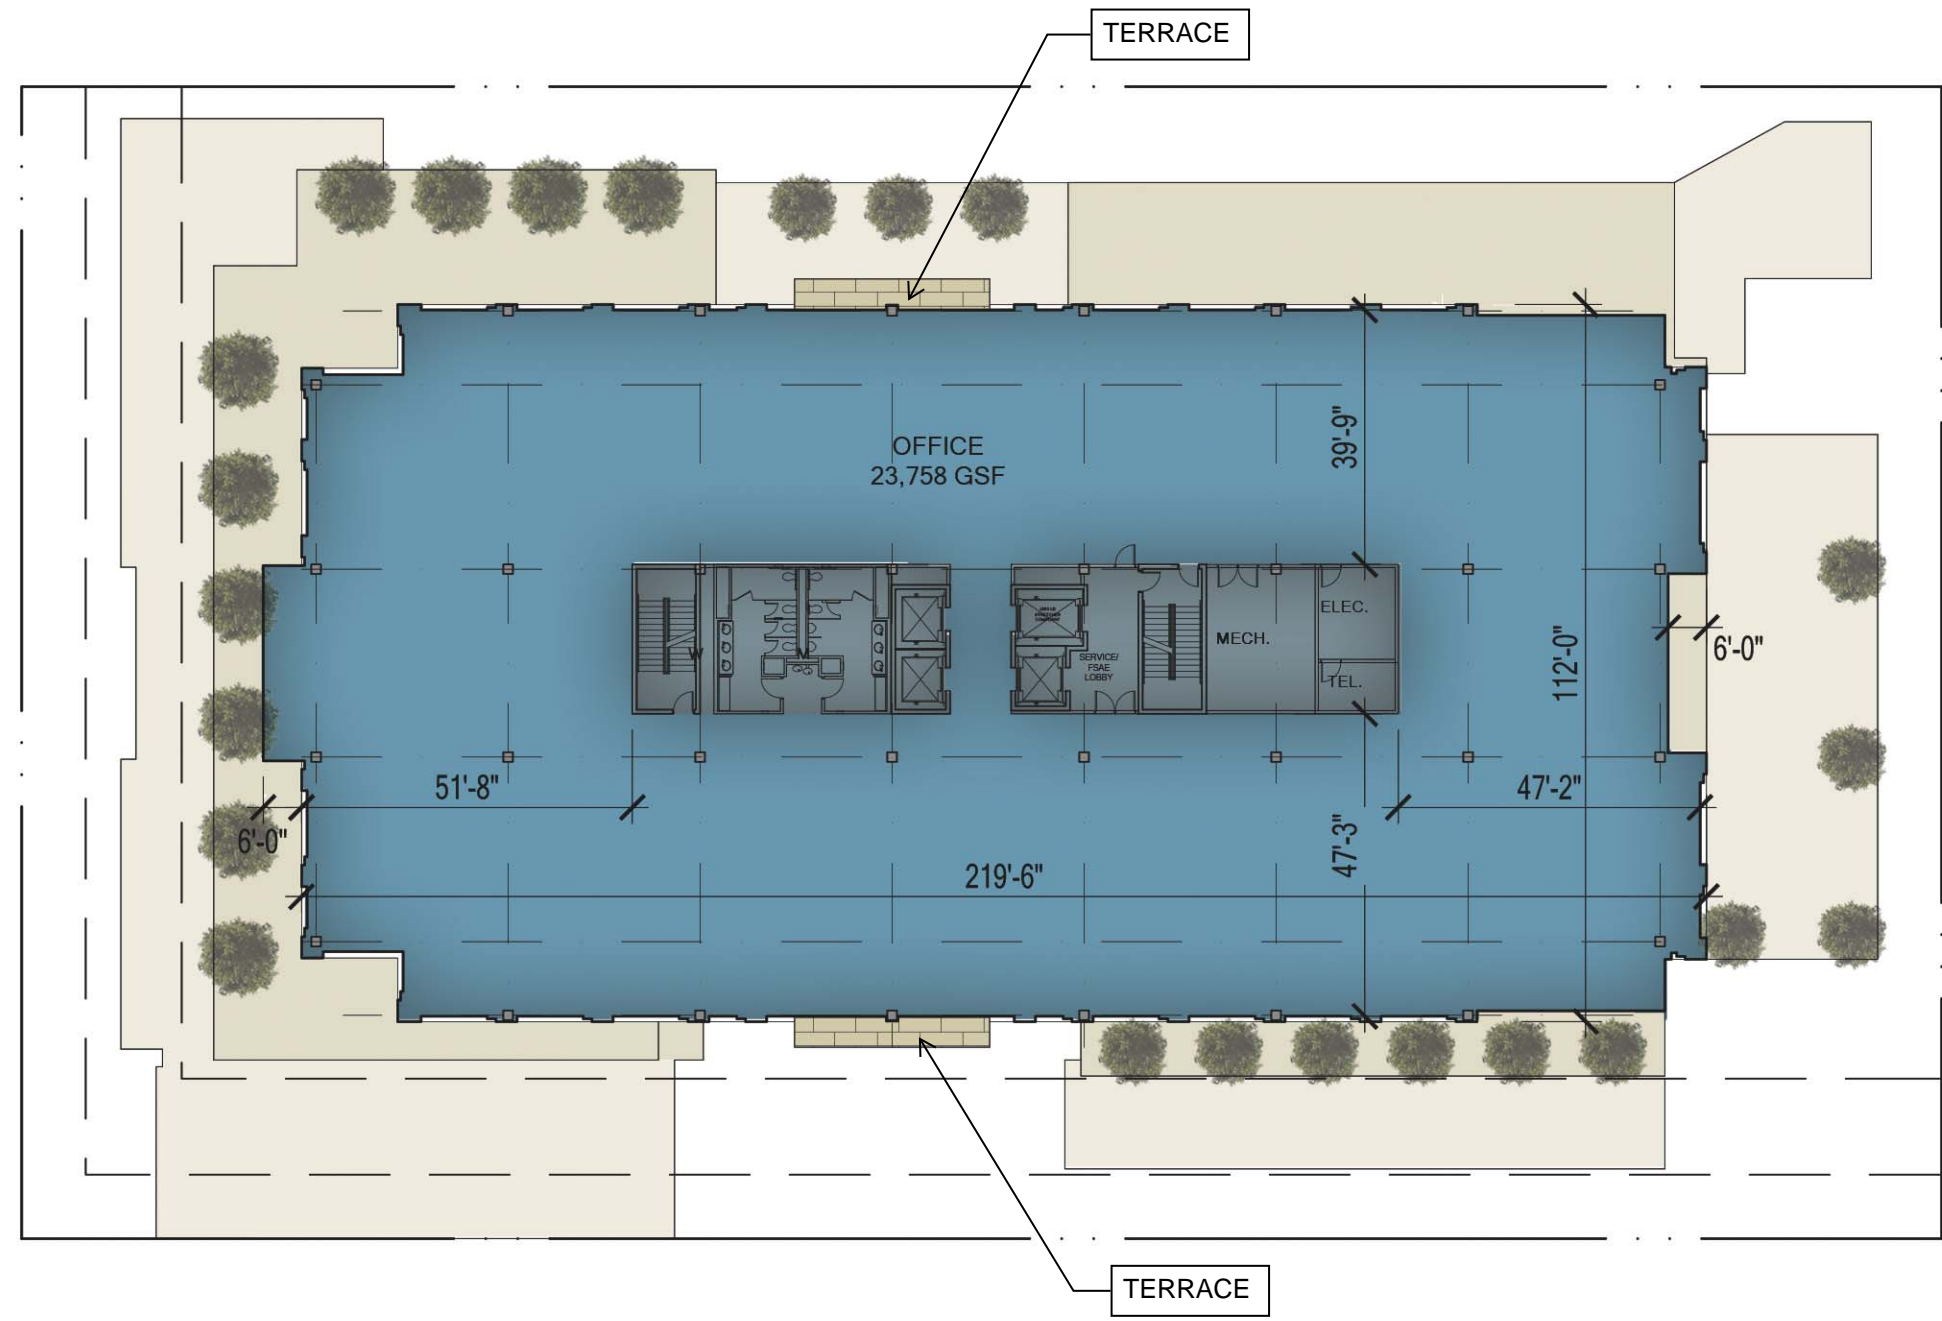 TERRACE
OFFICE
23,758 GSF
39'-9"
ELEC.
MECH.
W
M
SERVICE/
FSAE
LOBBY
TEL.
112'-0"
6'-0"
51'-8"
47'-2"
6'-0"
47'-3"
219'-6"
TERRACE